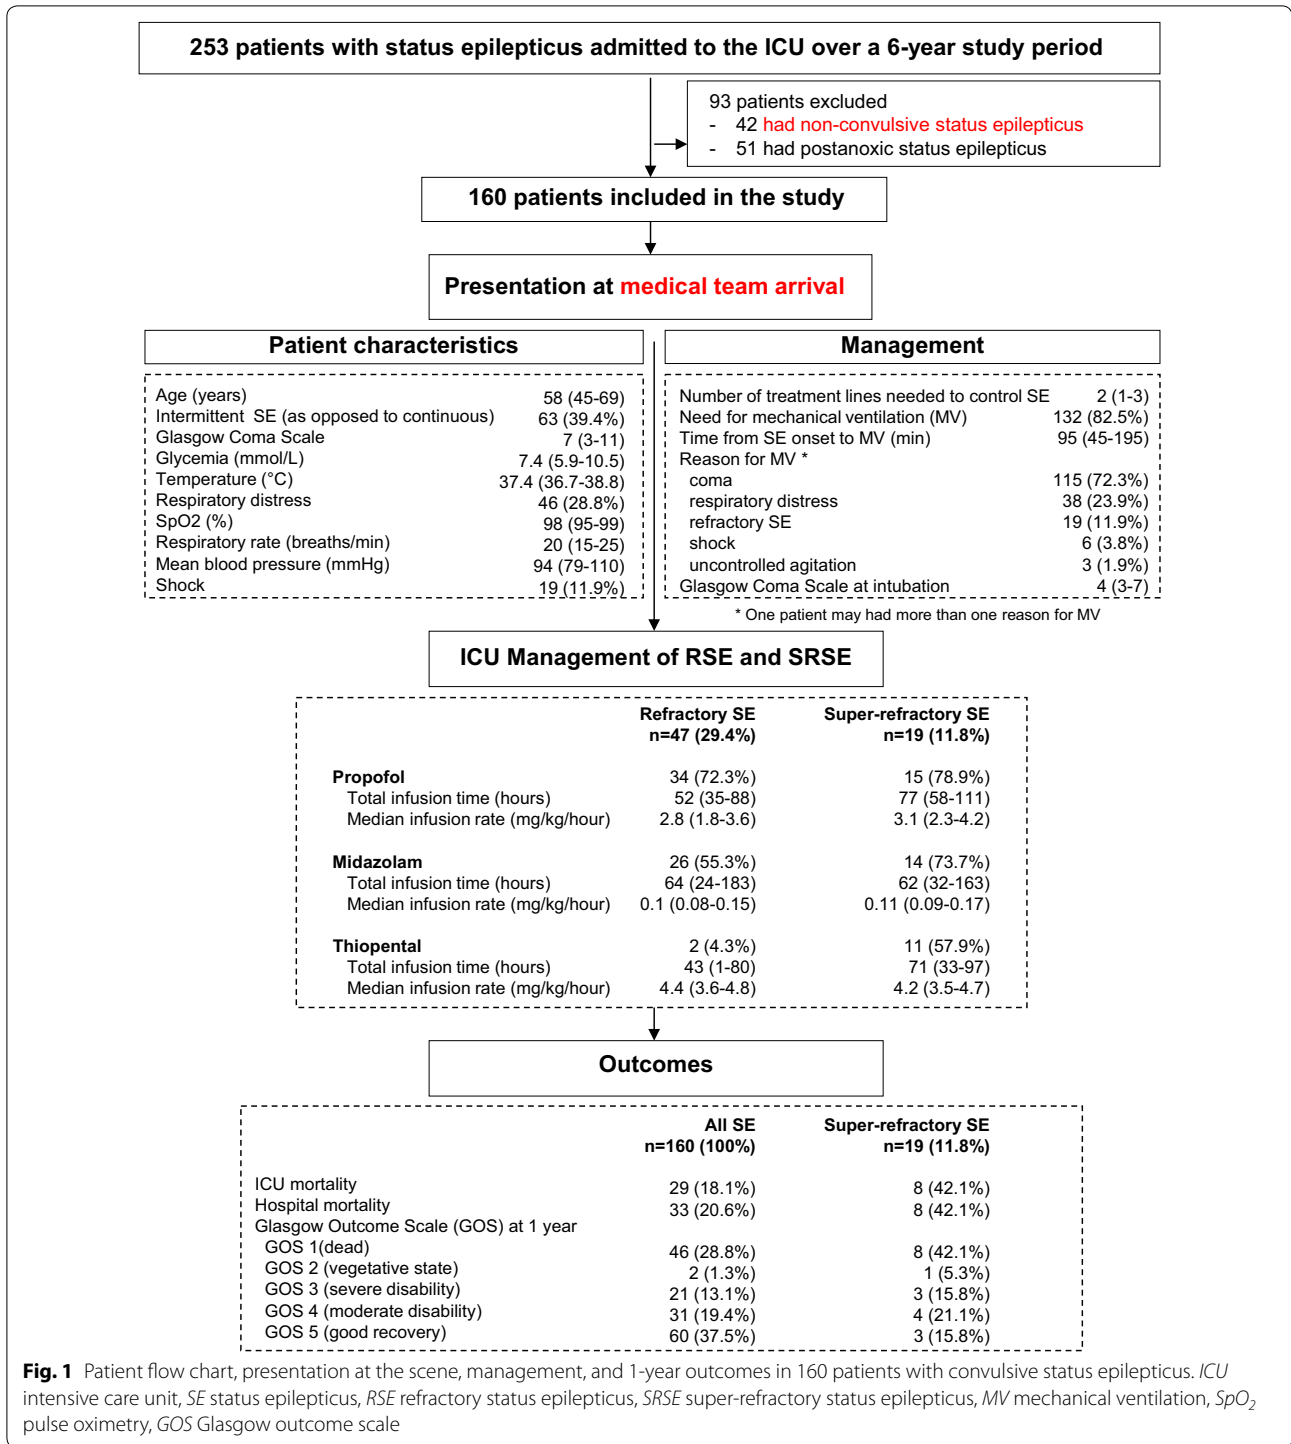 253 patients with status epilepticus admitted to the ICU over a 6-year study period
93 patients excluded
- 42 had non-convulsive status epilepticus
- 51 had postanoxic status epilepticus
160 patients included in the study
Presentation at medical team arrival
Patient characteristics
Age (years) 58 (45-69)
Intermittent SE (as opposed to continuous) 63 (39.4%)
Glasgow Coma Scale 7 (3-11)
Glycemia (mmol/L) 7.4 (5.9-10.5)
Temperature (°C) 37.4 (36.7-38.8)
Respiratory distress 46 (28.8%)
SpO2 (%) 98 (95-99)
Respiratory rate (breaths/min) 20 (15-25)
Mean blood pressure (mmHg) 94 (79-110)
Shock 19 (11.9%)
Management
Number of treatment lines needed to control SE 2 (1-3)
Need for mechanical ventilation (MV) 132 (82.5%)
Time from SE onset to MV (min) 95 (45-195)
Reason for MV *
coma 115 (72.3%)
respiratory distress 38 (23.9%)
refractory SE 19 (11.9%)
shock 6 (3.8%)
uncontrolled agitation 3 (1.9%)
Glasgow Coma Scale at intubation 4 (3-7)
* One patient may had more than one reason for MV
ICU Management of RSE and SRSE
Refractory SE Super-refractory SE
n=47 (29.4%) n=19 (11.8%)
Propofol 34 (72.3%) 15 (78.9%)
Total infusion time (hours) 52 (35-88) 77 (58-111)
Median infusion rate (mg/kg/hour) 2.8 (1.8-3.6) 3.1 (2.3-4.2)
Midazolam 26 (55.3%) 14 (73.7%)
Total infusion time (hours) 64 (24-183) 62 (32-163)
Median infusion rate (mg/kg/hour) 0.1 (0.08-0.15) 0.11 (0.09-0.17)
Thiopental 2 (4.3%) 11 (57.9%)
Total infusion time (hours) 43 (1-80) 71 (33-97)
Median infusion rate (mg/kg/hour) 4.4 (3.6-4.8) 4.2 (3.5-4.7)
Outcomes
All SE Super-refractory SE
n=160 (100%) n=19 (11.8%)
ICU mortality 29 (18.1%) 8 (42.1%)
Hospital mortality 33 (20.6%) 8 (42.1%)
Glasgow Outcome Scale (GOS) at 1 year
GOS 1(dead) 46 (28.8%) 8 (42.1%)
GOS 2 (vegetative state) 2 (1.3%) 1 (5.3%)
GOS 3 (severe disability) 21 (13.1%) 3 (15.8%)
GOS 4 (moderate disability) 31 (19.4%) 4 (21.1%)
GOS 5 (good recovery) 60 (37.5%) 3 (15.8%)
Fig. 1 Patient flow chart, presentation at the scene, management, and 1-year outcomes in 160 patients with convulsive status epilepticus. ICU
intensive care unit, SE status epilepticus, RSE refractory status epilepticus, SRSE super-refractory status epilepticus, MV mechanical ventilation, SpO2
pulse oximetry, GOS Glasgow outcome scale